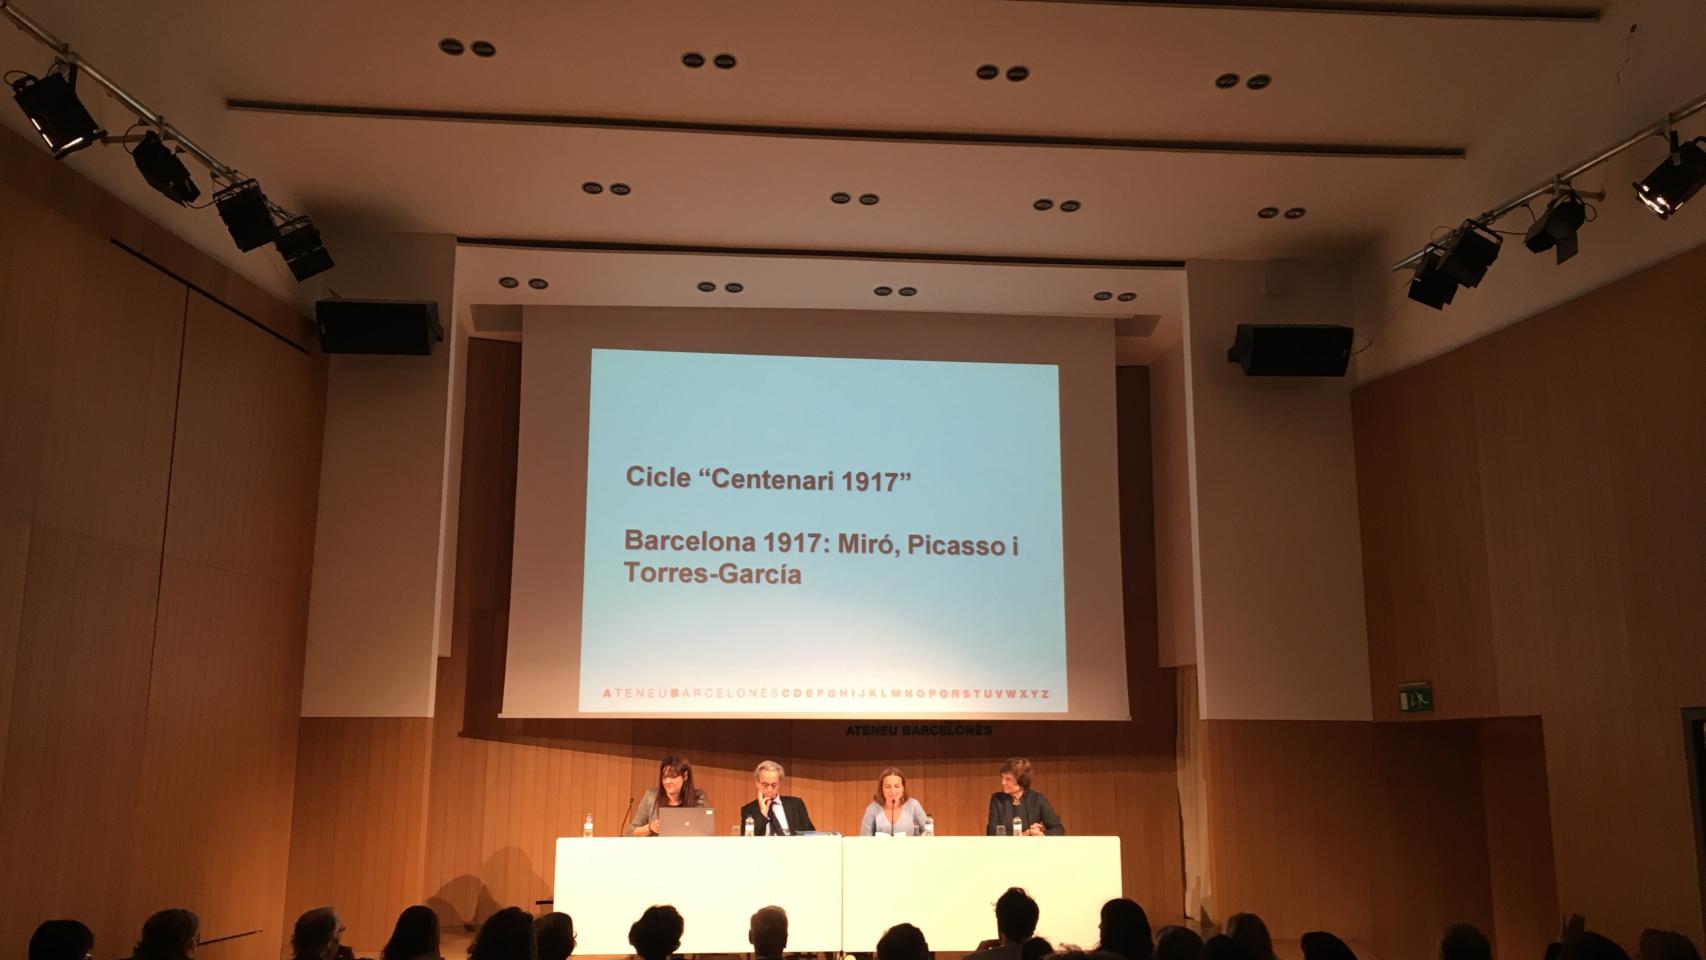 Cicle “Centenari 1917”
Barcelona 1917: Miró, Picasso i
Torres-García
ATENEUBARCELONÈSCDEFGHIJKLMNOPQRSTUVWXYZ
ATENEU BARCELONÈS